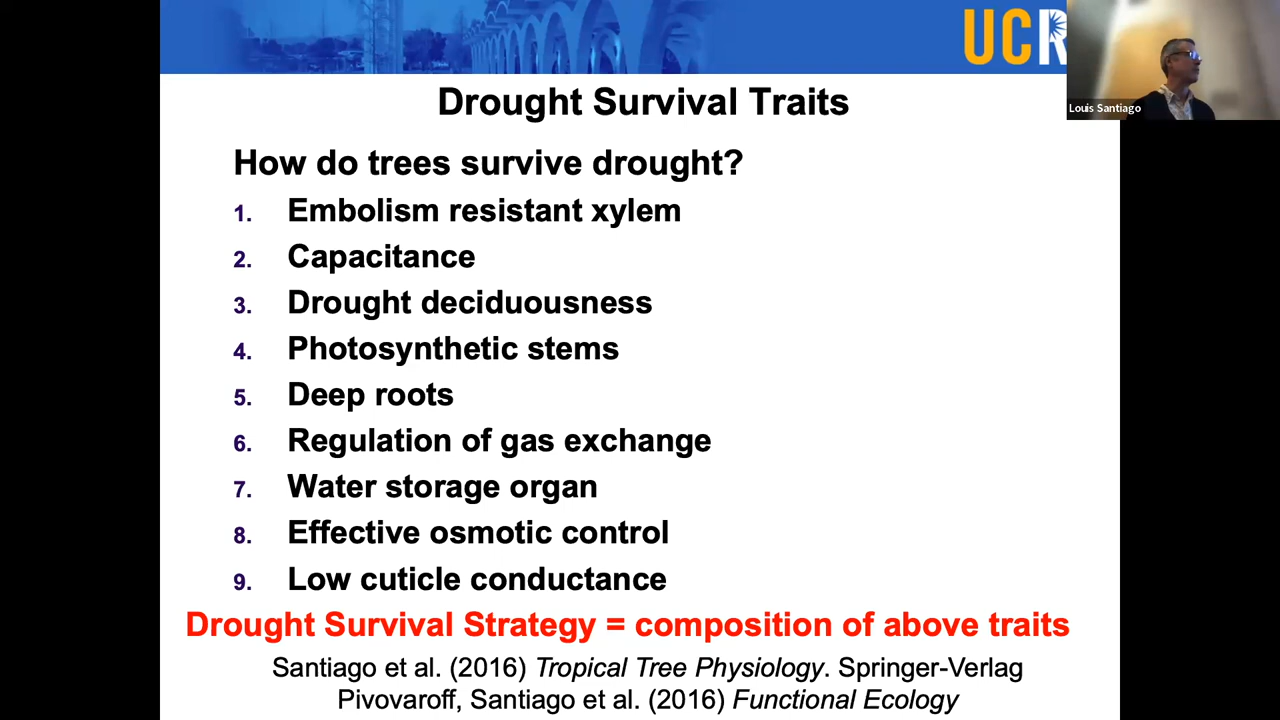 UCR
Louis Santiago
Drought Survival Traits
How do trees survive drought?
1. Embolism resistant xylem
2. Capacitance
3. Drought deciduousness
4. Photosynthetic stems
5. Deep roots
6. Regulation of gas exchange
7. Water storage organ
8. Effective osmotic control
9. Low cuticle conductance
Drought Survival Strategy = composition of above traits
Santiago et al. (2016) Tropical Tree Physiology. Springer-Verlag
Pivovaroff, Santiago et al. (2016) Functional Ecology